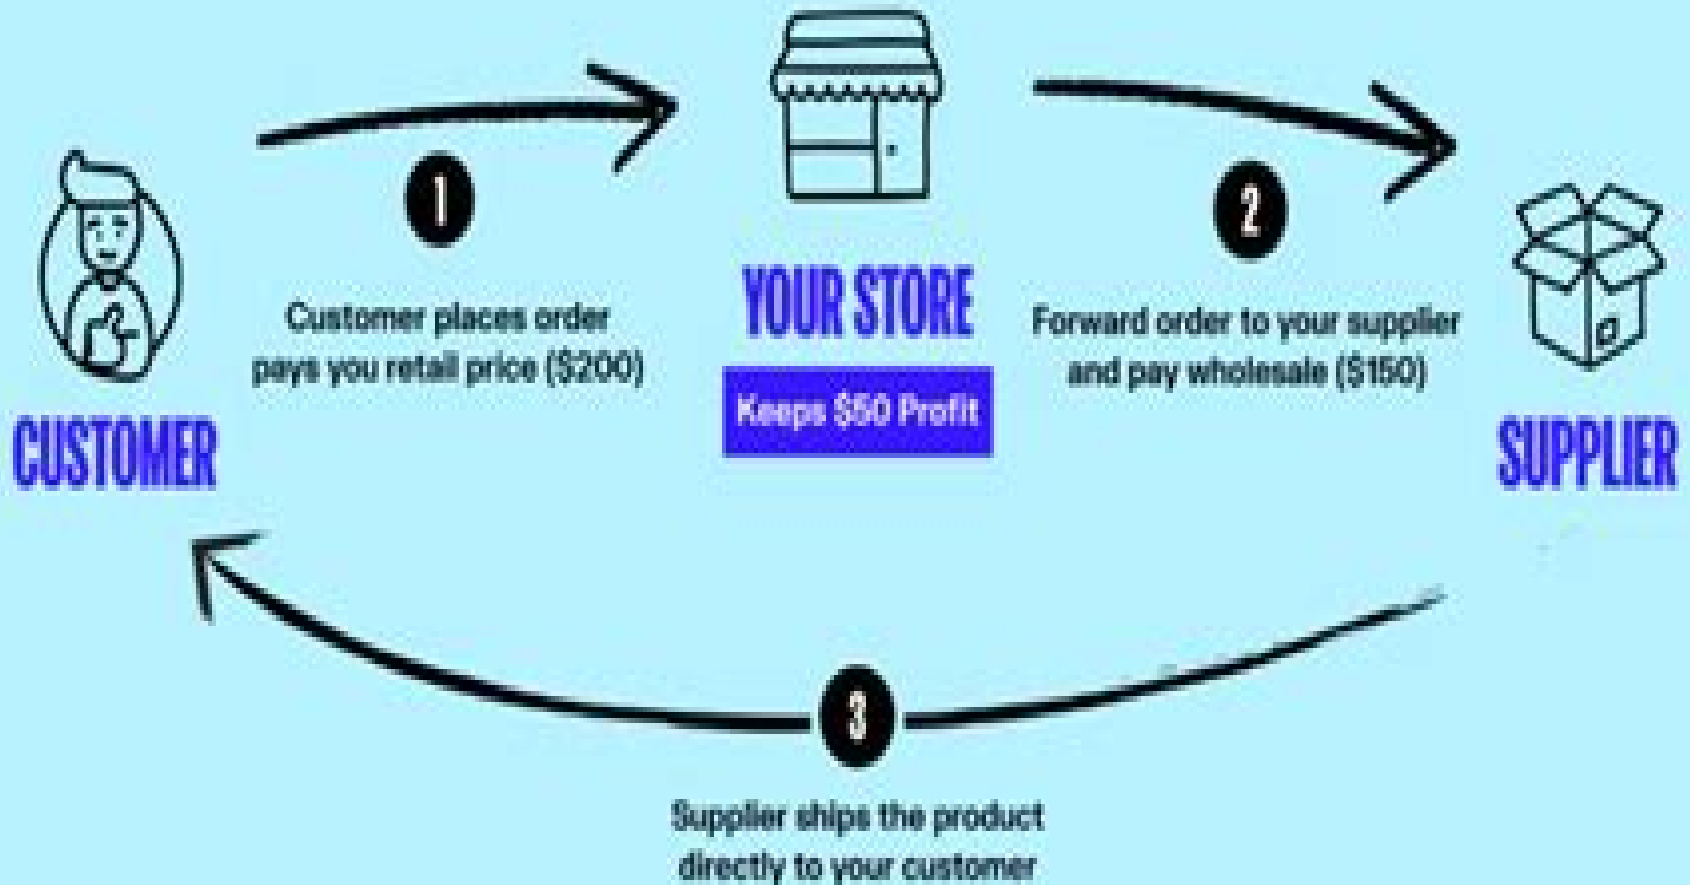 1
Customer places order
pays you retail price ($200)
CUSTOMER
YOUR STORE
Keeps $50 Profit
2
Forward order to your supplier
and pay wholesale ($150)
SUPPLIER
3
Supplier ships the product
directly to your customer